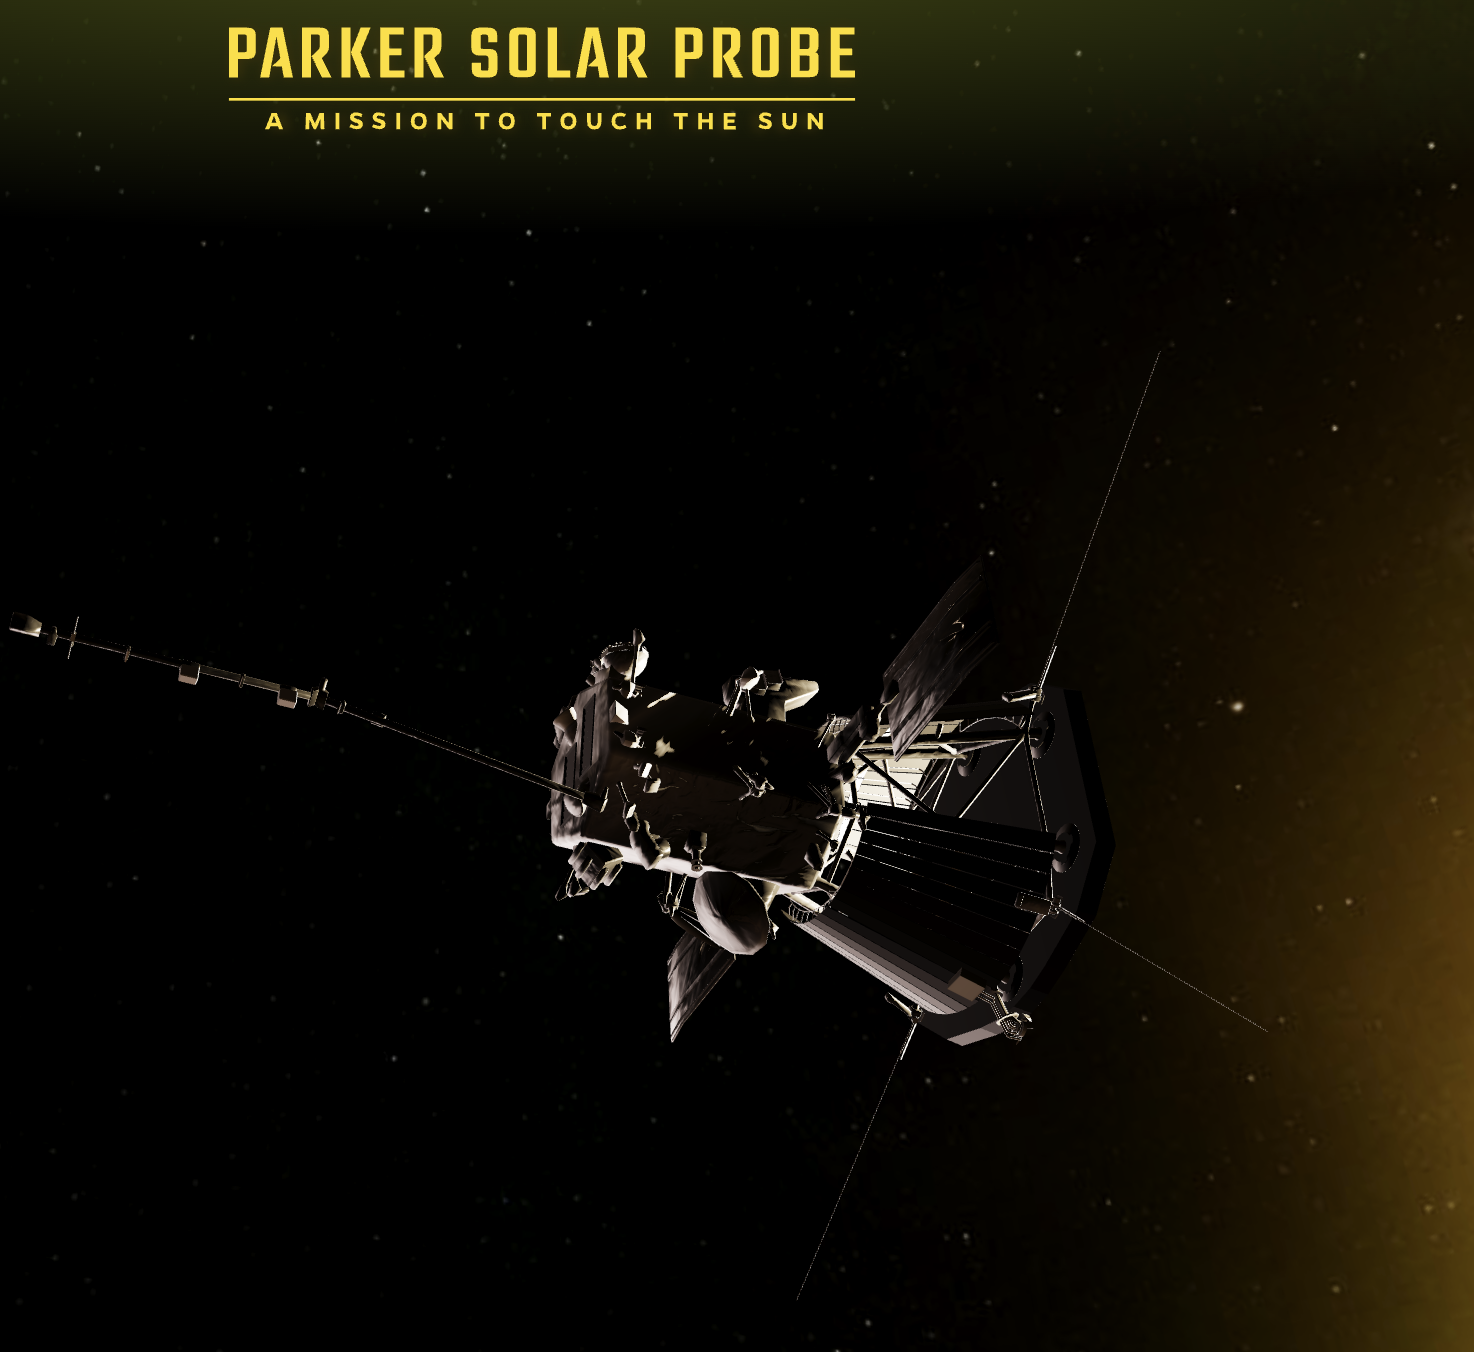 PARKER SOLAR PROBE
A MISSION TO TOUCH THE SUN